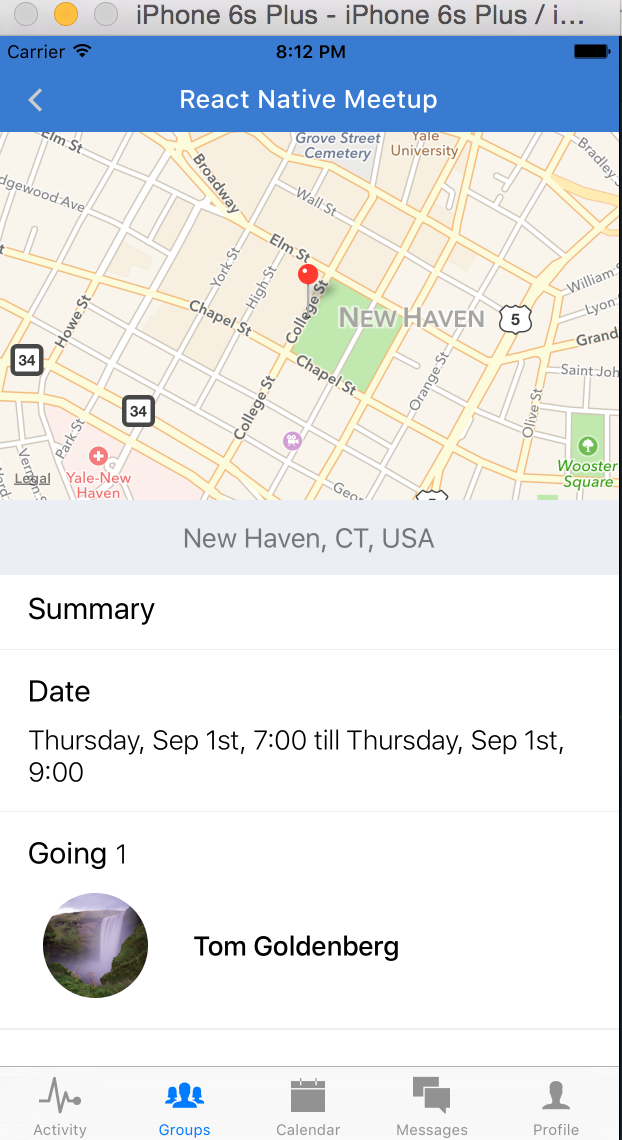 iPhone 6s Plus - iPhone 6s Plus / i...
Carrier 8:12 PM
React Native Meetup
Elm St
Grove Street
Cemetery
Yale
University
Bradley
dgewood Ave
Broadway
Wall St
Elm St
York St
High St
College St
William
Lyon
NEW HAVEN
5
Howe St
Chapel St
Grand
34
Chapel St
Orange St
Saint Joh
34
College St
Olive St
Park St
Vernon St
Legal
Yale-New
Haven
Wooster
Square
New Haven, CT, USA
Summary
Date
Thursday, Sep 1st, 7:00 till Thursday, Sep 1st,
9:00
Going 1
Tom Goldenberg
Activity
Groups
Calendar
Messages
Profile